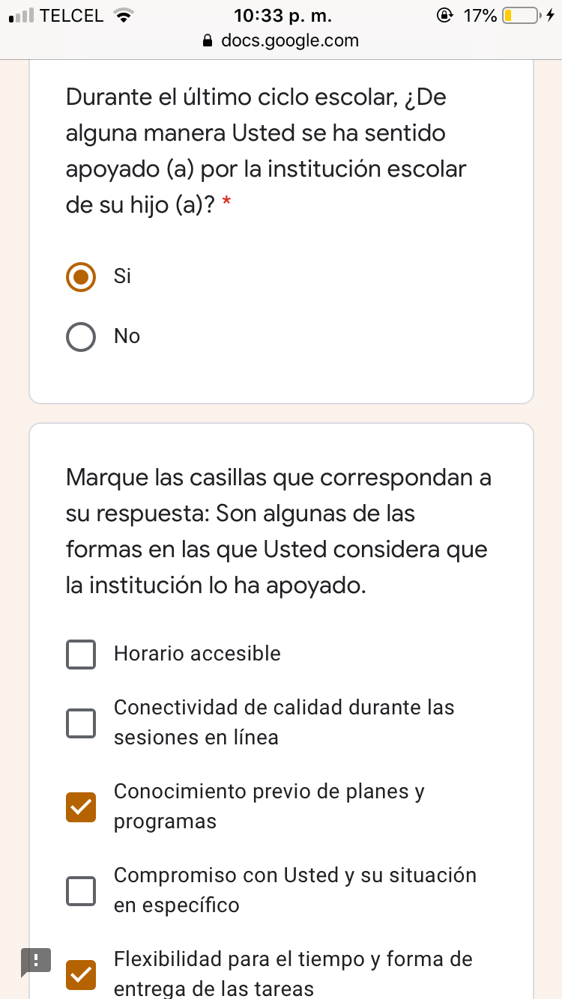 TELCEL 10:33 p. m. 17%
docs.google.com
Durante el último ciclo escolar, ¿De
alguna manera Usted se ha sentido
apoyado (a) por la institución escolar
de su hijo (a)? *
Si
No
Marque las casillas que correspondan a
su respuesta: Son algunas de las
formas en las que Usted considera que
la institución lo ha apoyado.
Horario accesible
Conectividad de calidad durante las
sesiones en línea
Conocimiento previo de planes y
programas
Compromiso con Usted y su situación
en específico
Flexibilidad para el tiempo y forma de
entrega de las tareas